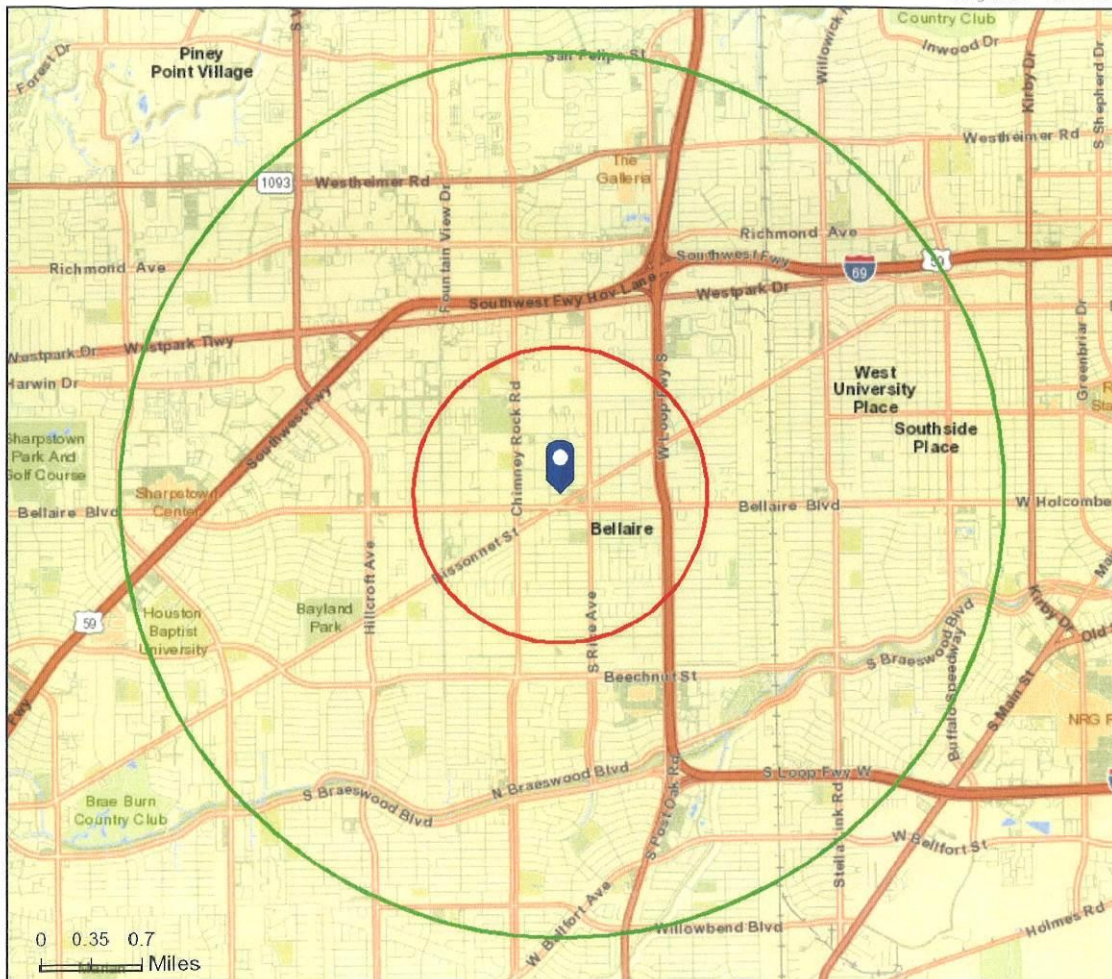 Country Club
Inwood Dr
Willowick R
Kirby Dr
S Shepherd Dr
Forest Dr
Piney
Point Village
San Felipe St
Westheimer Rd
The
Galleria
1093
Westheimer Rd
Fountain View Dr
Richmond Ave
Richmond Ave
Southwest Fwy
69
59
Southwest Fwy Hov Lane
Westpark Dr
Westpark Dr
Westpark Tlwy
Harwin Dr
Greenbriar Dr
West
University
Place
Southside
Place
W Loop Fwy S
Chimney Rock Rd
Southwest Fwy
Sharpstown
Park And
Golf Course
Sharpstown
Center
Bellaire Blvd
Bellaire Blvd
W Holcombe
Bellaire
Bissonnet St
Hillcroft Ave
Bayland
Park
Houston
Baptist
University
59
Fwy
S Rice Ave
Beechnut St
S Braeswood Blvd
Kirby Dr
Old
Buffalo Speedway
S Main St
NRG P
N Braeswood Blvd
S Braeswood Blvd
Brae Burn
Country Club
S Loop Fwy W
S Post Oak Rd
Stella Link Rd
W Bellfort St
W Bellfort Ave
Willowbend Blvd
Holmes Rd
0 0.35 0.7
Miles